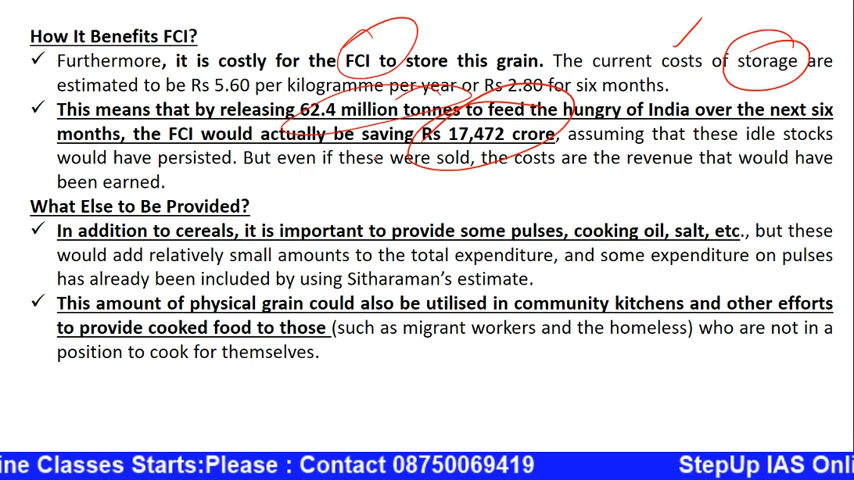 How It Benefits FCI?
✓ Furthermore, it is costly for the FCI to store this grain. The current costs of storage are
estimated to be Rs 5.60 per kilogramme per year or Rs 2.80 for six months.
✓ This means that by releasing 62.4 million tonnes to feed the hungry of India over the next six
months, the FCI would actually be saving Rs 17,472 crore, assuming that these idle stocks
would have persisted. But even if these were sold, the costs are the revenue that would have
been earned.
What Else to Be Provided?
✓ In addition to cereals, it is important to provide some pulses, cooking oil, salt, etc., but these
would add relatively small amounts to the total expenditure, and some expenditure on pulses
has already been included by using Sitharaman’s estimate.
✓ This amount of physical grain could also be utilised in community kitchens and other efforts
to provide cooked food to those (such as migrant workers and the homeless) who are not in a
position to cook for themselves.
ine Classes Starts:Please : Contact 08750069419 StepUp IAS Onli